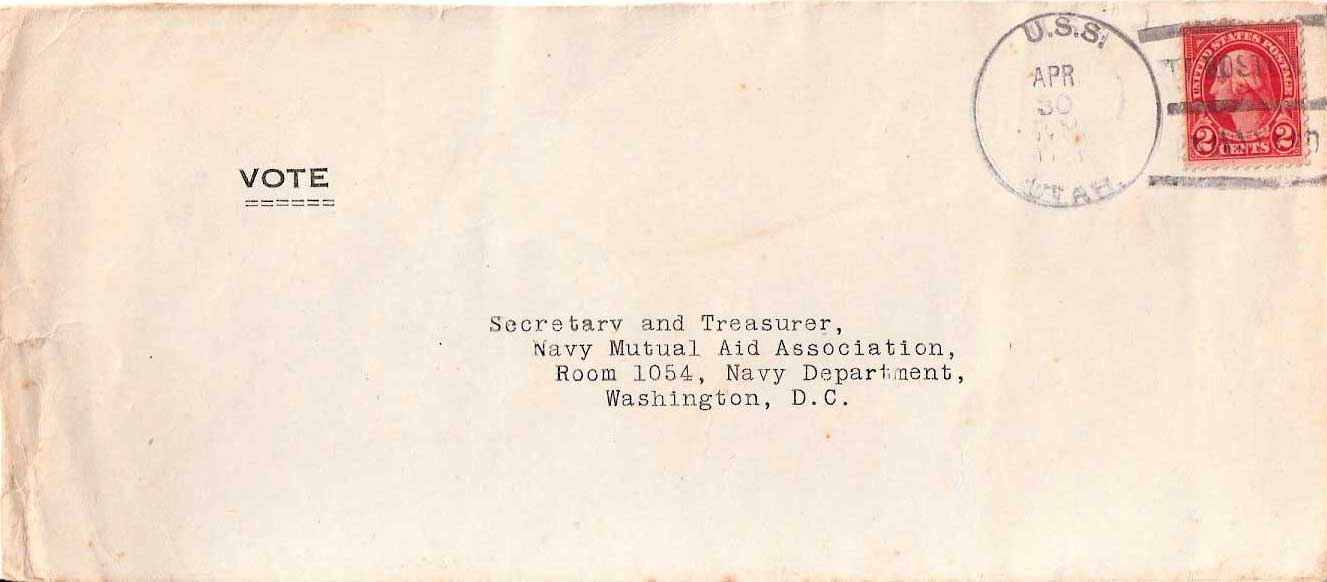 U.S.S.
APR
30
UTAH
UNITED STATES POSTAGE
2 CENTS 2
VOTE
======
Secretary and Treasurer,
Navy Mutual Aid Association,
Room 1054, Navy Department,
Washington, D.C.